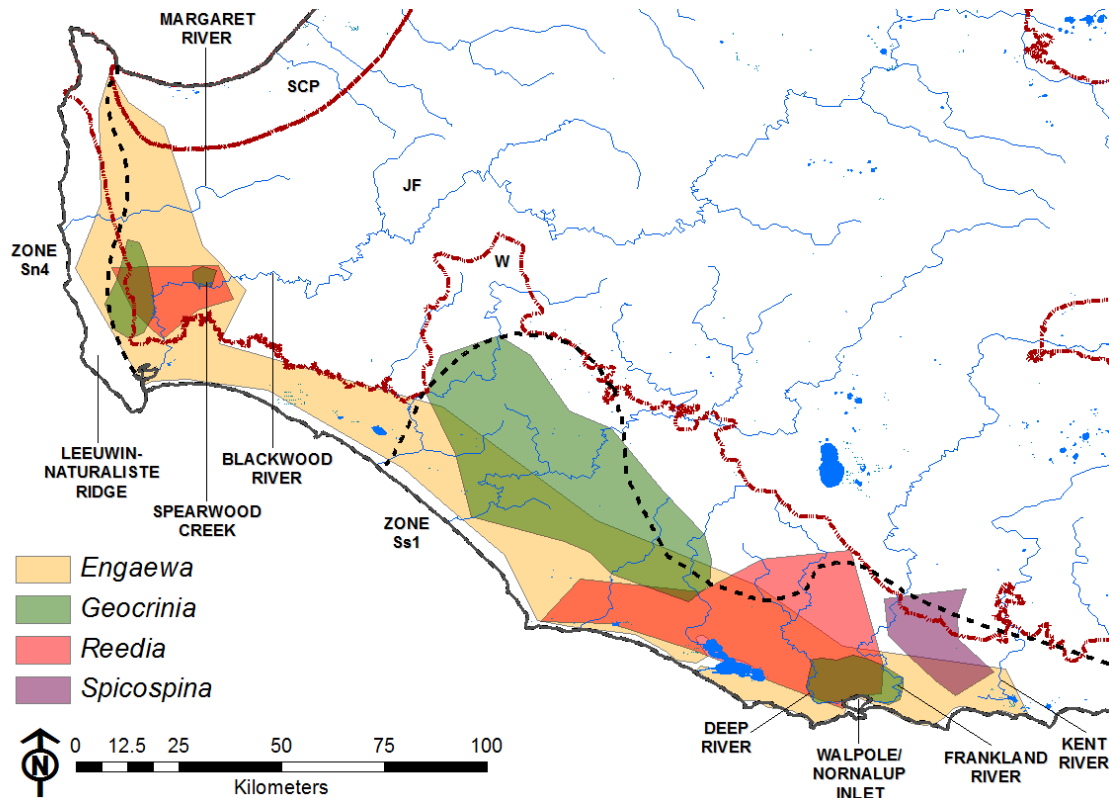 MARGARET
RIVER
SCP
JF
ZONE
Sn4
W
LEEUWIN-
NATURALISTE
RIDGE
BLACKWOOD
RIVER
SPEARWOOD
CREEK
ZONE
Ss1
Engaewa
Geocrinia
Reedia
Spicospina
DEEP
RIVER
WALPOLE/
NORNALUP
INLET
FRANKLAND
RIVER
KENT
RIVER
N
0 12.5 25 50 75 100
Kilometers